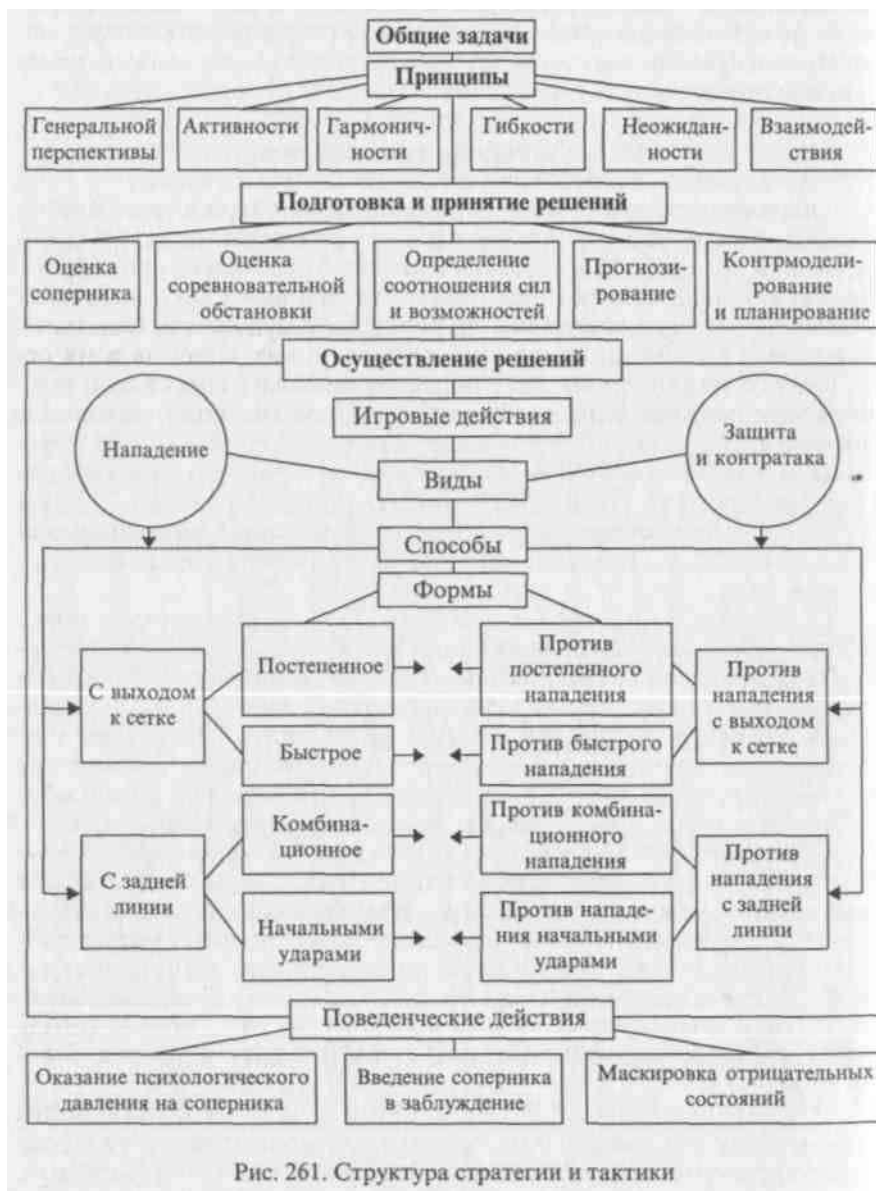 Общие задачи
Принципы
Генеральной
перспективы
Активности
Гармонич-
ности
Гибкости
Неожидан-
ности
Взаимодей-
ствия
Подготовка и принятие решений
Оценка
соперника
Оценка
соревновательной
обстановки
Определение
соотношения сил
и возможностей
Прогнози-
рование
Контрмодели-
рование
и планирование
Осуществление решений
Игровые действия
Нападение
Защита
и контратака
Виды
Способы
Формы
С выходом
к сетке
Постепенное
Против
постепенного
нападения
Против
нападения
с выходом
к сетке
Быстрое
Против быстрого
нападения
Комбина-
ционное
Против комбина-
ционного
нападения
С задней
линии
Против
нападения
с задней
линии
Начальными
ударами
Против нападе-
ния начальными
ударами
Поведенческие действия
Оказание психологического
давления на соперника
Введение соперника
в заблуждение
Маскировка отрицательных
состояний
Рис. 261. Структура стратегии и тактики